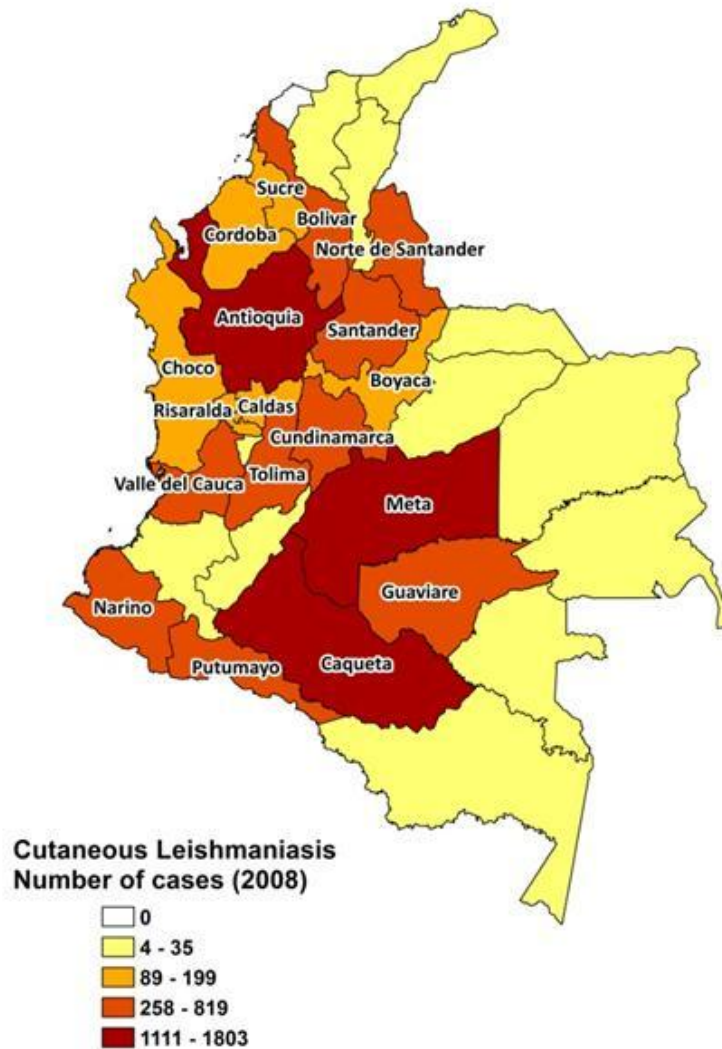 Sucre
Bolivar
Cordoba
Norte de Santander
Antioquia
Santander
Choco
Boyaca
Risaralda
Caldas
Cundinamarca
Valle del Cauca
Tolima
Meta
Guaviare
Narino
Caqueta
Putumayo
Cutaneous Leishmaniasis
Number of cases (2008)
0
4 - 35
89 - 199
258 - 819
1111 - 1803